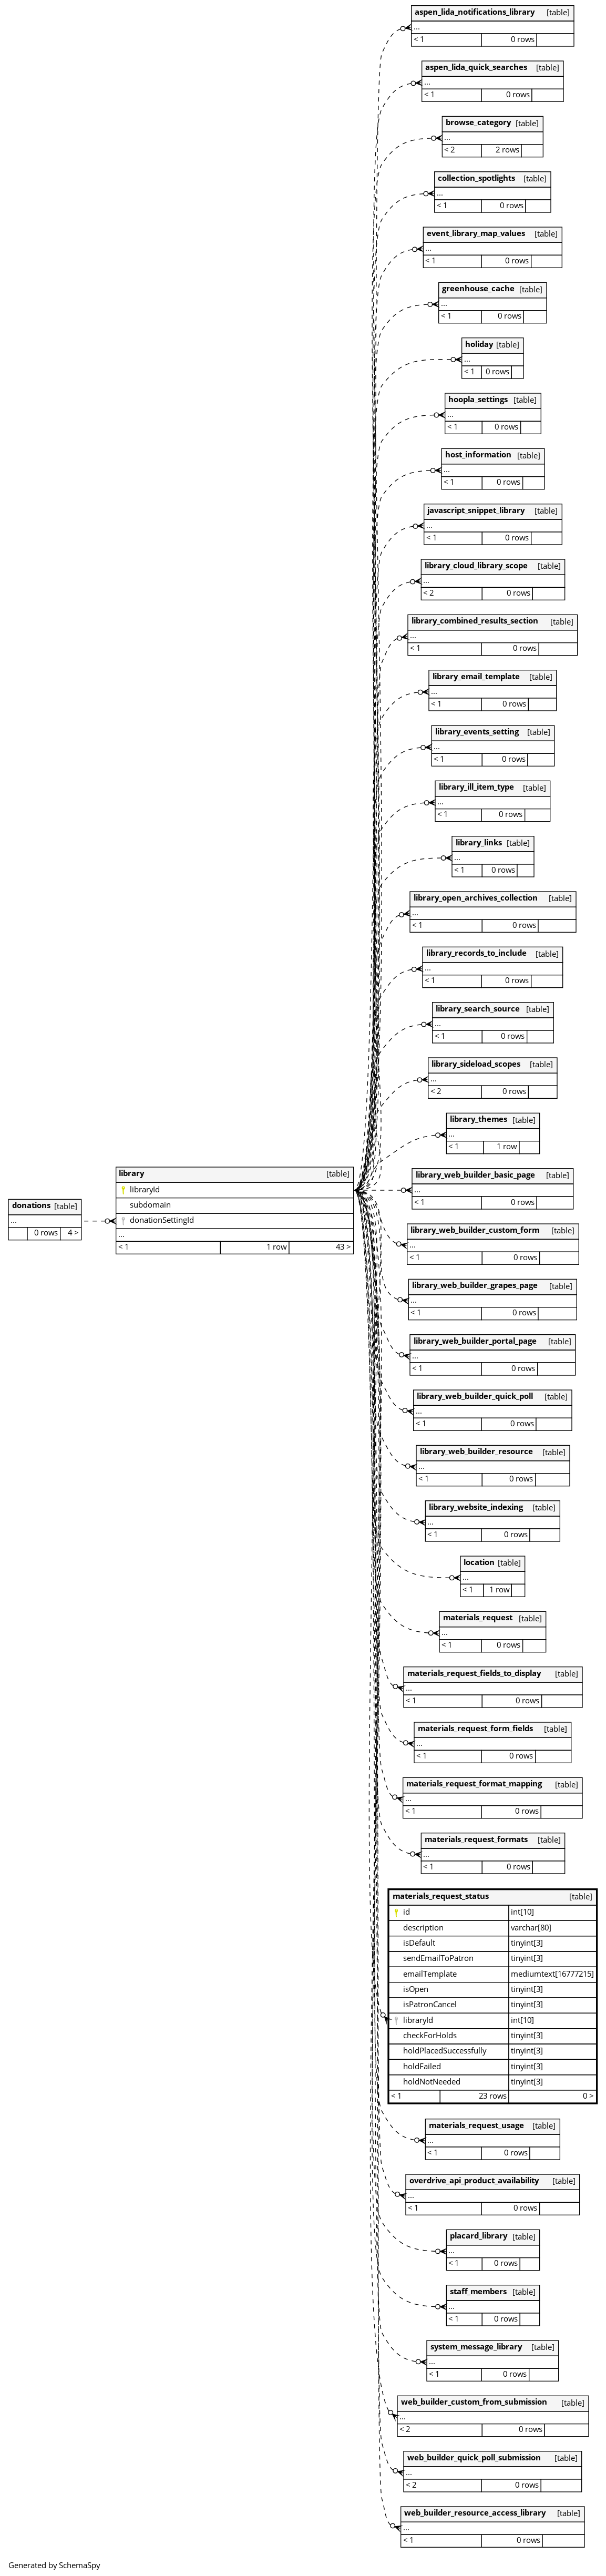 aspen_lida_notifications_library [table]
...
< 1 0 rows
aspen_lida_quick_searches [table]
...
< 1 0 rows
browse_category [table]
...
< 2 2 rows
collection_spotlights [table]
...
< 1 0 rows
event_library_map_values [table]
...
< 1 0 rows
greenhouse_cache [table]
...
< 1 0 rows
holiday [table]
...
< 1 0 rows
hoopla_settings [table]
...
< 1 0 rows
host_information [table]
...
< 1 0 rows
javascript_snippet_library [table]
...
< 1 0 rows
library_cloud_library_scope [table]
...
< 2 0 rows
library_combined_results_section [table]
...
< 1 0 rows
library_email_template [table]
...
< 1 0 rows
library_events_setting [table]
...
< 1 0 rows
library_ill_item_type [table]
...
< 1 0 rows
library_links [table]
...
< 1 0 rows
library_open_archives_collection [table]
...
< 1 0 rows
library_records_to_include [table]
...
< 1 0 rows
library_search_source [table]
...
< 1 0 rows
library_sideload_scopes [table]
...
< 2 0 rows
library_themes [table]
...
< 1 1 row
donations [table]
...
0 rows 4 >
library [table]
libraryId
subdomain
donationSettingId
...
< 1 1 row 43 >
library_web_builder_basic_page [table]
...
< 1 0 rows
library_web_builder_custom_form [table]
...
< 1 0 rows
library_web_builder_grapes_page [table]
...
< 1 0 rows
library_web_builder_portal_page [table]
...
< 1 0 rows
library_web_builder_quick_poll [table]
...
< 1 0 rows
library_web_builder_resource [table]
...
< 1 0 rows
library_website_indexing [table]
...
< 1 0 rows
location [table]
...
< 1 1 row
materials_request [table]
...
< 1 0 rows
materials_request_fields_to_display [table]
...
< 1 0 rows
materials_request_form_fields [table]
...
< 1 0 rows
materials_request_format_mapping [table]
...
< 1 0 rows
materials_request_formats [table]
...
< 1 0 rows
materials_request_status [table]
id int[10]
description varchar[80]
isDefault tinyint[3]
sendEmailToPatron tinyint[3]
emailTemplate mediumtext[16777215]
isOpen tinyint[3]
isPatronCancel tinyint[3]
libraryId int[10]
checkForHolds tinyint[3]
holdPlacedSuccessfully tinyint[3]
holdFailed tinyint[3]
holdNotNeeded tinyint[3]
< 1 23 rows 0 >
materials_request_usage [table]
...
< 1 0 rows
overdrive_api_product_availability [table]
...
< 1 0 rows
placard_library [table]
...
< 1 0 rows
staff_members [table]
...
< 1 0 rows
system_message_library [table]
...
< 1 0 rows
web_builder_custom_from_submission [table]
...
< 2 0 rows
web_builder_quick_poll_submission [table]
...
< 2 0 rows
web_builder_resource_access_library [table]
...
< 1 0 rows
Generated by SchemaSpy